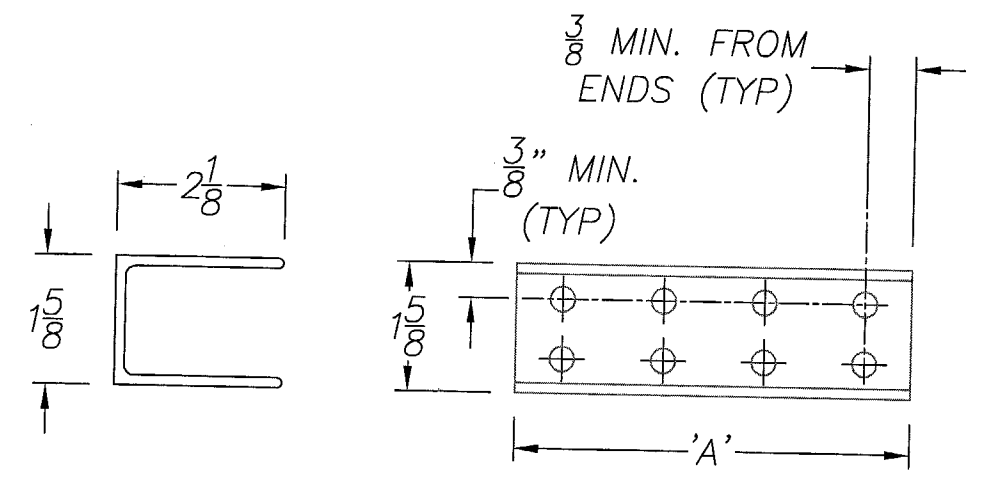 3/8 MIN. FROM
ENDS (TYP)
3/8" MIN.
(TYP)
2 1/8
1 5/8
1 5/8
'A'